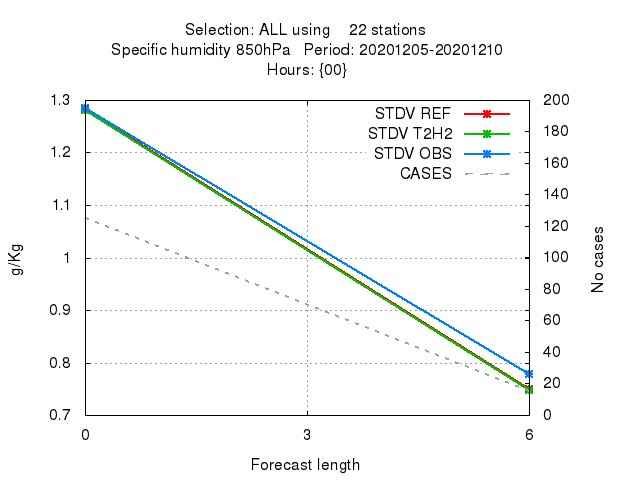 Selection: ALL using    22 stations
Specific humidity 850hPa   Period: 20201205-20201210
Hours: {00}
STDV REF
STDV T2H2
STDV OBS
CASES
g/Kg
1.3
1.2
1.1
1
0.9
0.8
0.7
200
180
160
140
120
100
80
60
40
20
0
No cases
0 3 6
Forecast length